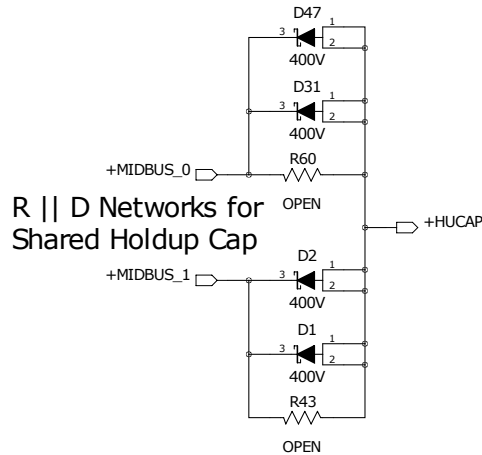 D47
3
1
2
400V
D31
3
1
2
400V
+MIDBUS_0
R60
OPEN
R || D Networks for
Shared Holdup Cap
+HUCAP
D2
+MIDBUS_1
3
1
2
400V
D1
3
1
2
400V
R43
OPEN